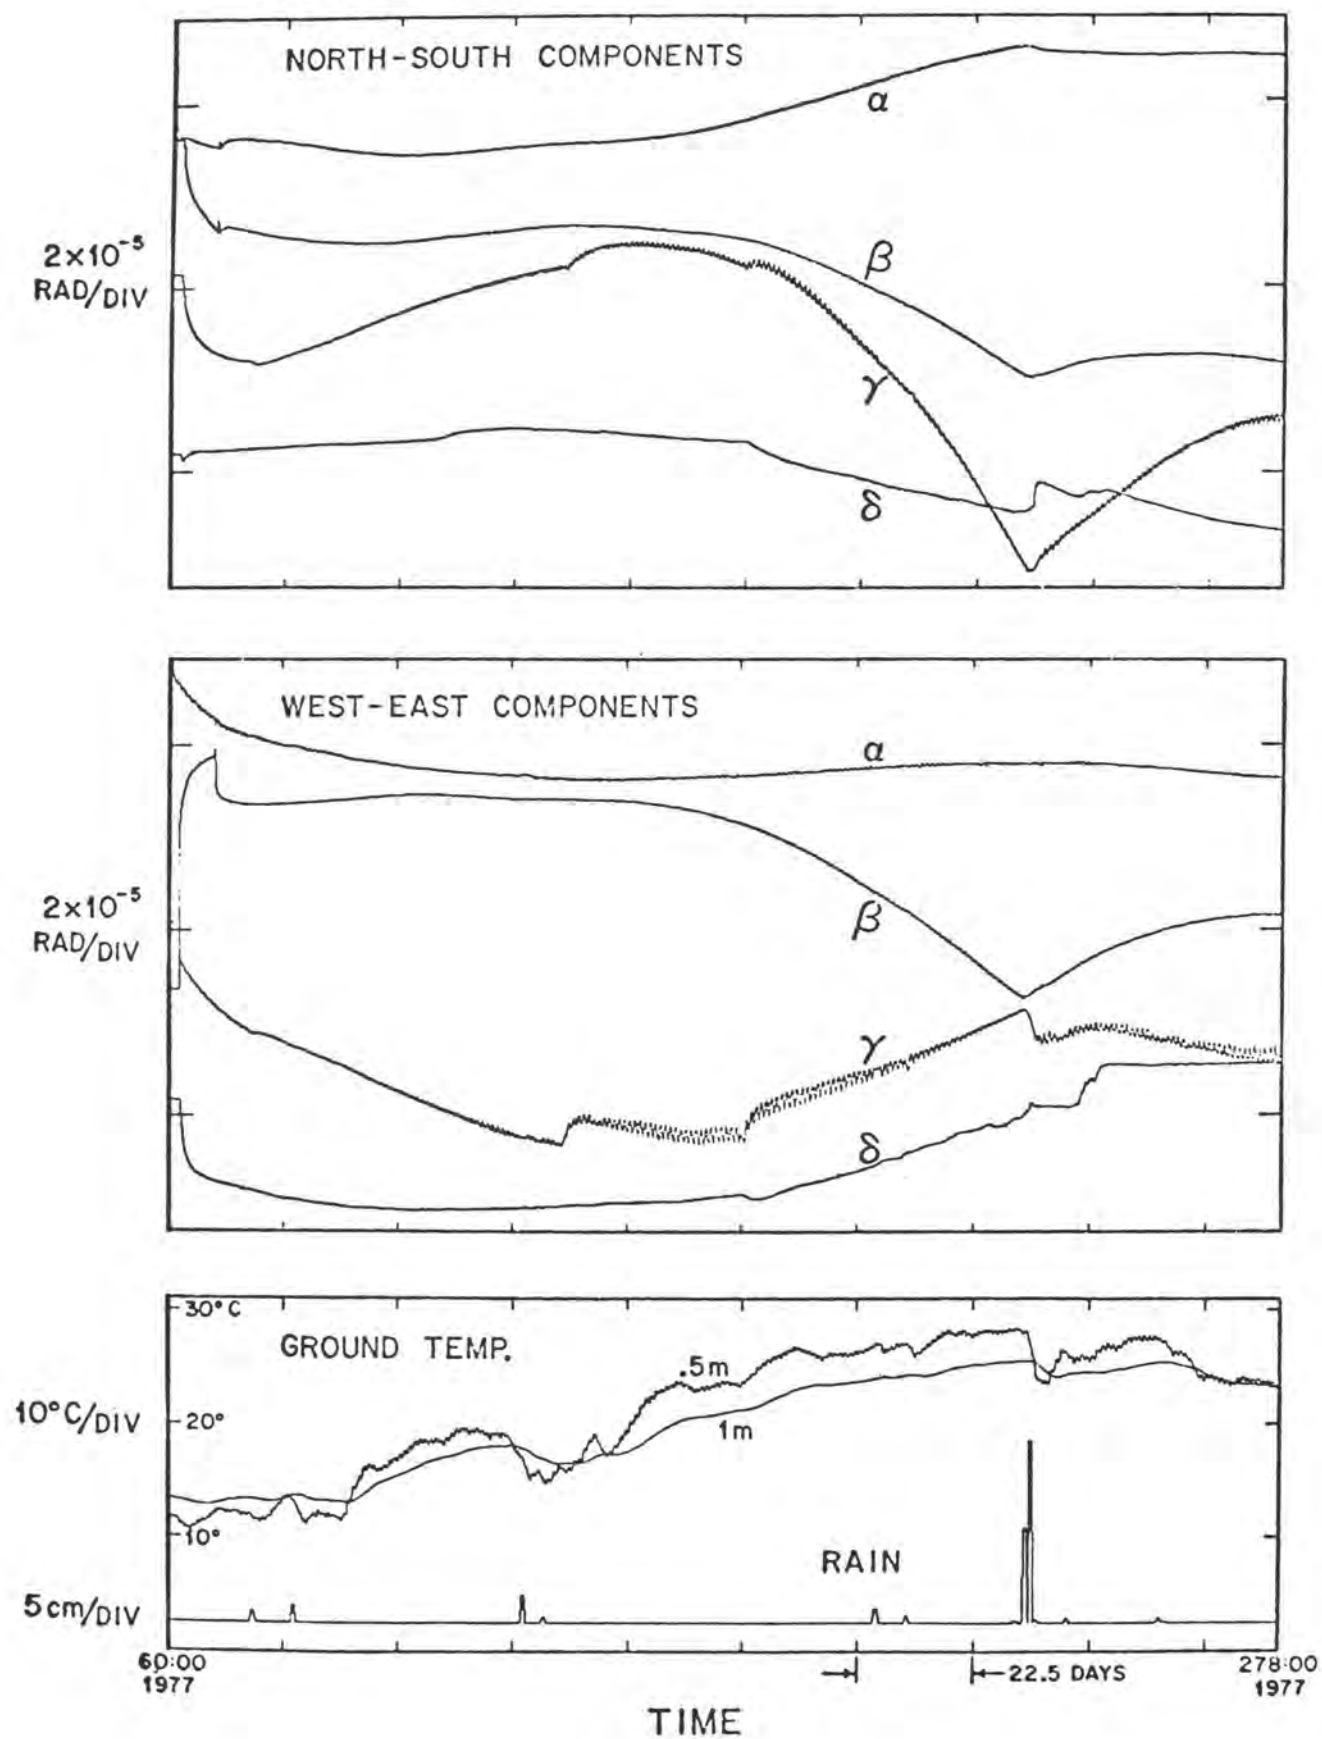 NORTH-SOUTH COMPONENTS
α
β
2×10⁻⁵
RAD/DIV
γ
δ
WEST-EAST COMPONENTS
α
2×10⁻⁵
RAD/DIV
β
γ
δ
30°C
GROUND TEMP.
.5m
10°C/DIV
20°
1m
10°
RAIN
5cm/DIV
60:00
1977
22.5 DAYS
278:00
1977
TIME